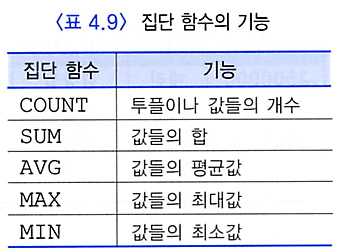 〈표 4.9〉 집단 함수의 기능
집단 함수 기능
COUNT 투플이나 값들의 개수
SUM 값들의 합
AVG 값들의 평균값
MAX 값들의 최대값
MIN 값들의 최소값